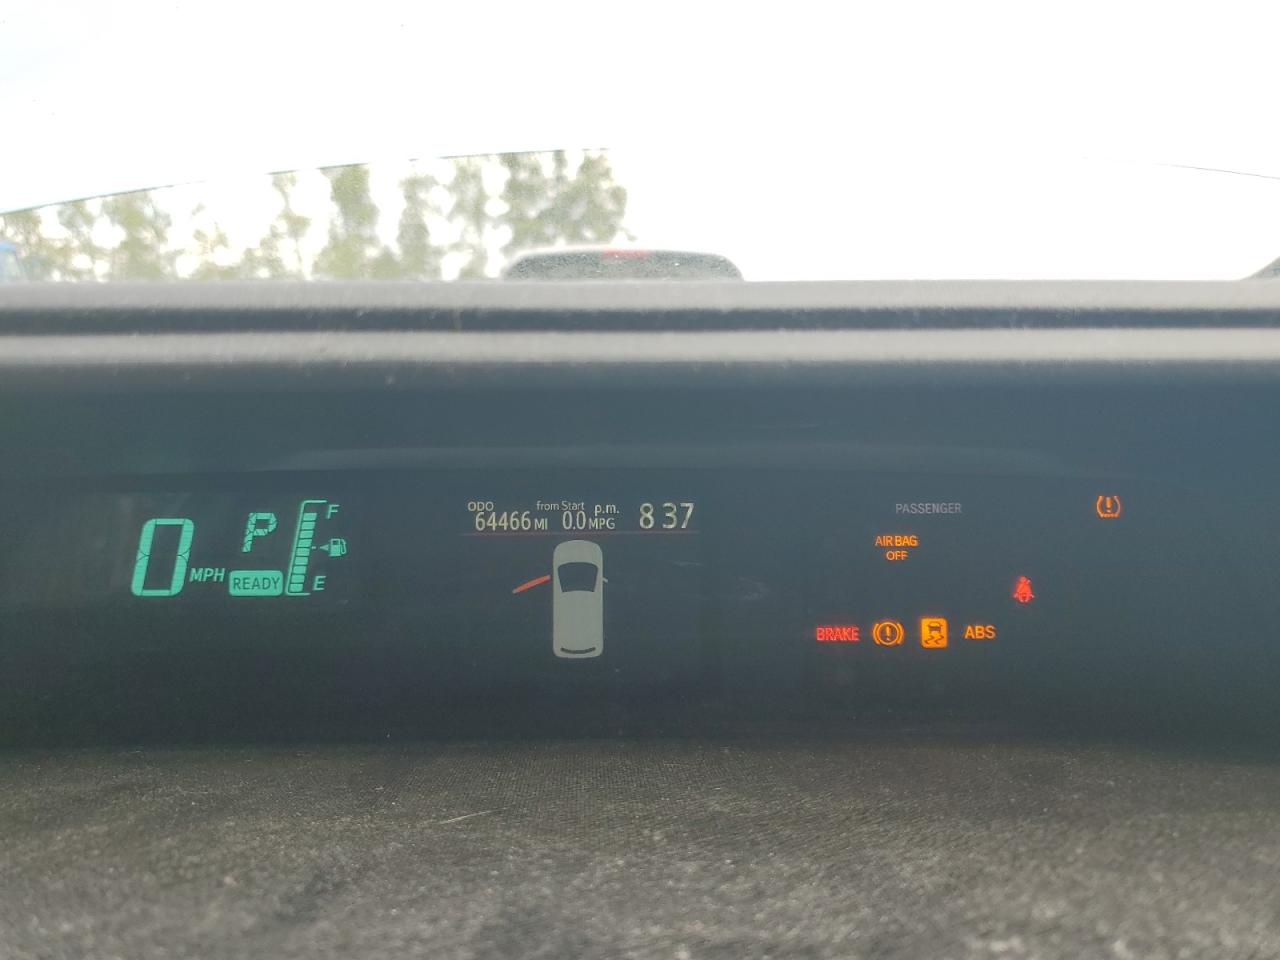 0 MPH
P
READY
F
E
ODO from Start p.m.
64466 MI 0.0 MPG 8 37
PASSENGER
AIR BAG
OFF
BRAKE ABS